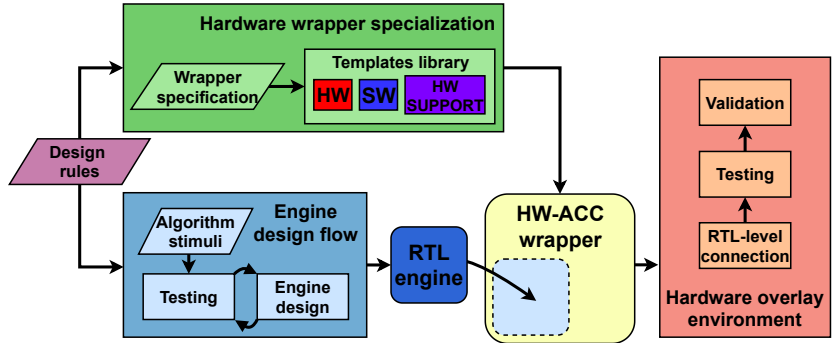 Hardware wrapper specialization
Wrapper
specification
Templates library
HW
SW
HW
SUPPORT
Design
rules
Engine
design flow
Algorithm
stimuli
Testing
Engine
design
RTL
engine
HW-ACC
wrapper
Validation
Testing
RTL-level
connection
Hardware overlay
environment